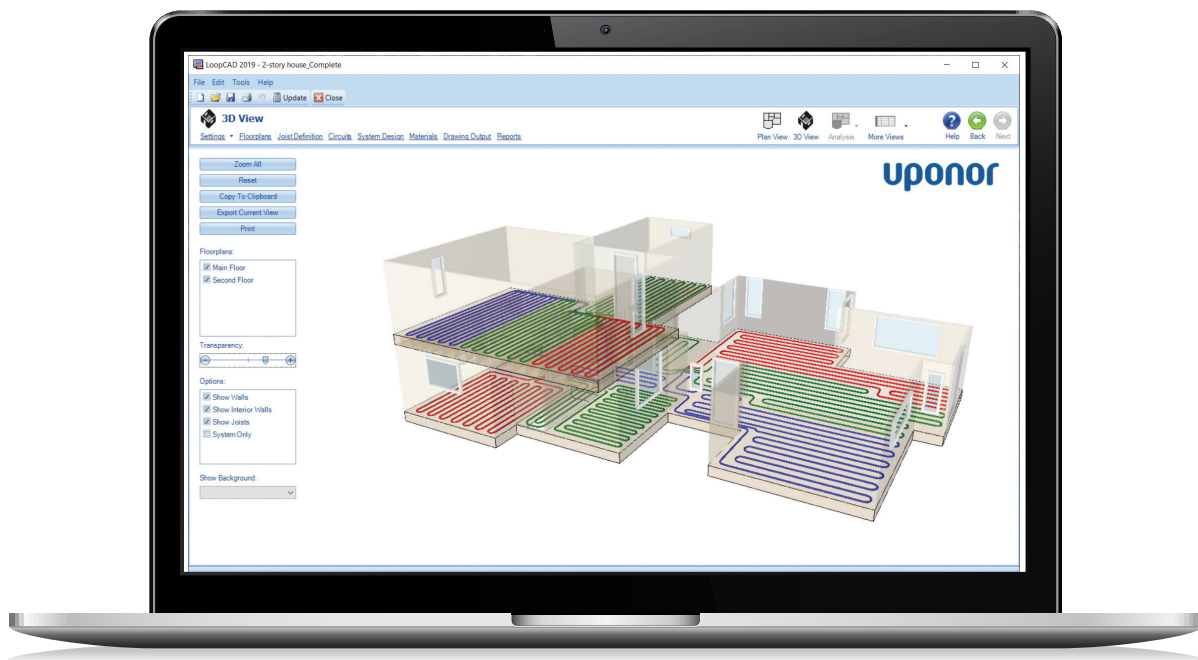 LoopCAD 2019 - 2-story house_Complete
File Edit Tools Help
Update Close
3D View
Settings Floorplans Joist Definition Circuits System Design Materials Drawing Output Reports
Plan View 3D View Analysis More Views Help Back Next
uponor
Zoom All
Reset
Copy To Clipboard
Export Current View
Print
Floorplans:
Main Floor
Second Floor
Transparency:
Options:
Show Walls
Show Interior Walls
Show Joists
System Only
Show Background: